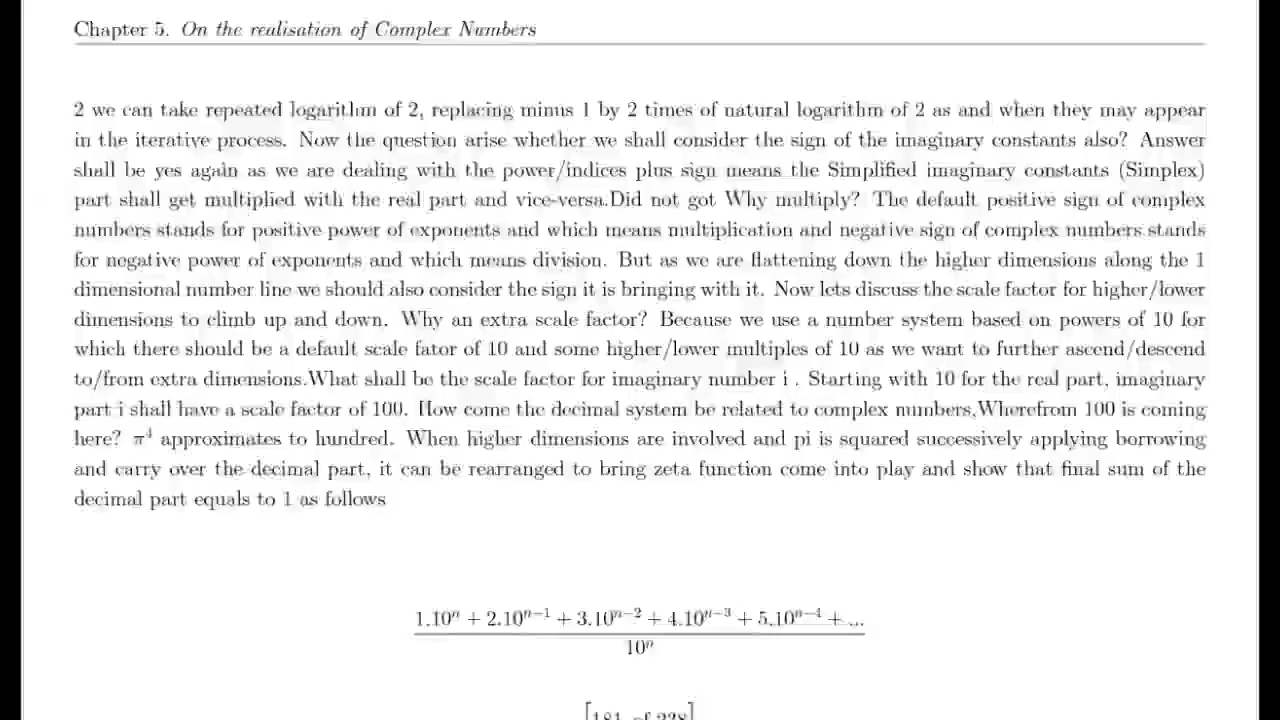 Chapter 5. On the realisation of Complex Numbers
2 we can take repeated logarithm of 2, replacing minus 1 by 2 times of natural logarithm of 2 as and when they may appear
in the iterative process. Now the question arise whether we shall consider the sign of the imaginary constants also? Answer
shall be yes again as we are dealing with the power/indices plus sign means the Simplified imaginary constants (Simplex)
part shall get multiplied with the real part and vice-versa.Did not got Why multiply? The default positive sign of complex
numbers stands for positive power of exponents and which means multiplication and negative sign of complex numbers stands
for negative power of exponents and which means division. But as we are flattening down the higher dimensions along the 1
dimensional number line we should also consider the sign it is bringing with it. Now lets discuss the scale factor for higher/lower
dimensions to climb up and down. Why an extra scale factor? Because we use a number system based on powers of 10 for
which there should be a default scale fator of 10 and some higher/lower multiples of 10 as we want to further ascend/descend
to/from extra dimensions.What shall be the scale factor for imaginary number i . Starting with 10 for the real part, imaginary
part i shall have a scale factor of 100. How come the decimal system be related to complex numbers,Wherefrom 100 is coming
here? π⁴ approximates to hundred. When higher dimensions are involved and pi is squared successively applying borrowing
and carry over the decimal part, it can be rearranged to bring zeta function come into play and show that final sum of the
decimal part equals to 1 as follows
1.10ⁿ + 2.10ⁿ⁻¹ + 3.10ⁿ⁻² + 4.10ⁿ⁻³ + 5.10ⁿ⁻⁴ + ...
10ⁿ
[181 of 228]